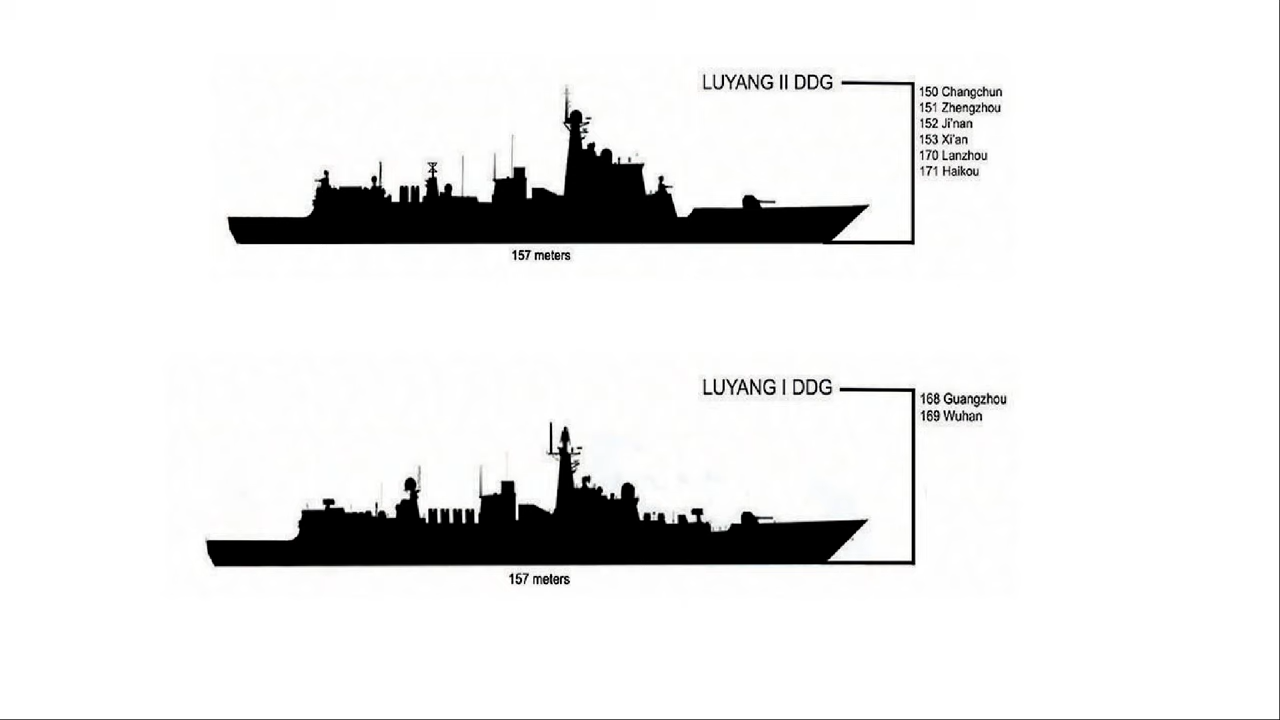 LUYANG II DDG
150 Changchun
151 Zhengzhou
152 Ji'nan
153 Xi'an
170 Lanzhou
171 Haikou
157 meters
LUYANG I DDG
168 Guangzhou
169 Wuhan
157 meters